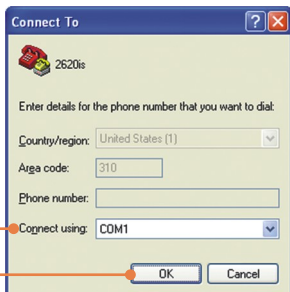 Connect To
2620is
Enter details for the phone number that you want to dial:
Country/region: United States (1)
Area code: 310
Phone number:
Connect using: COM1
OK Cancel